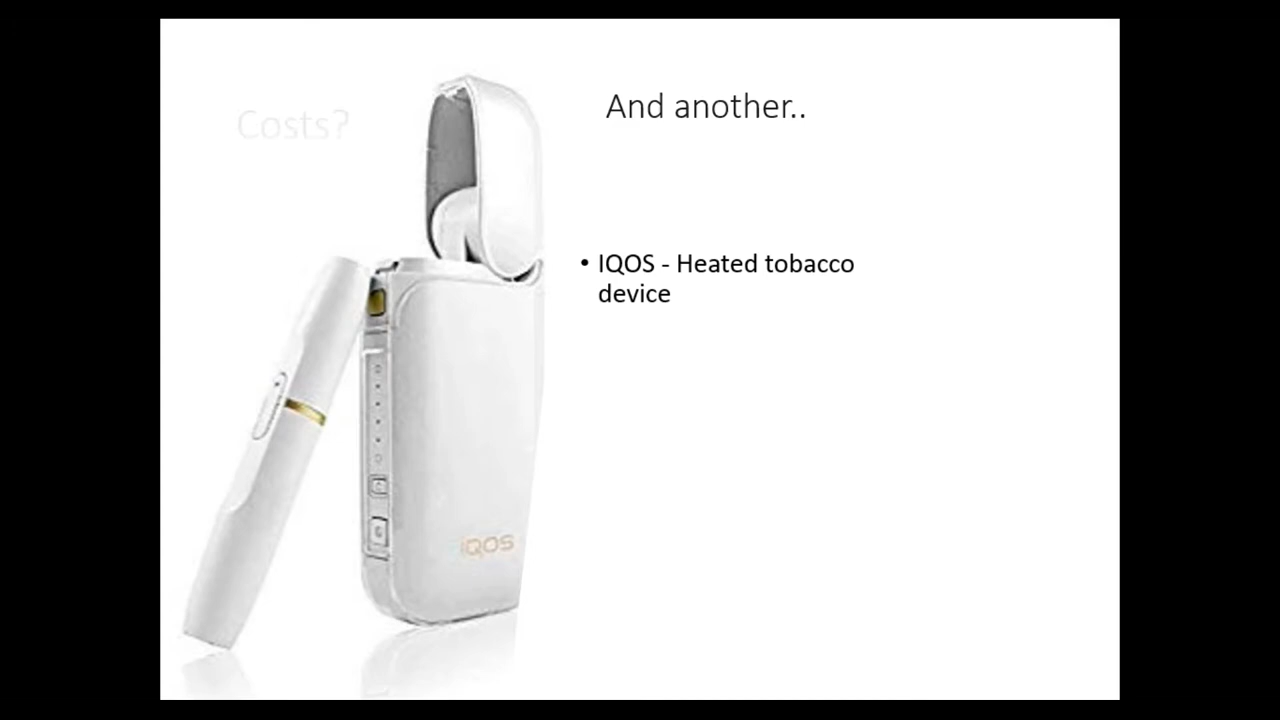 Costs?
And another..
• IQOS - Heated tobacco
device
iQOS